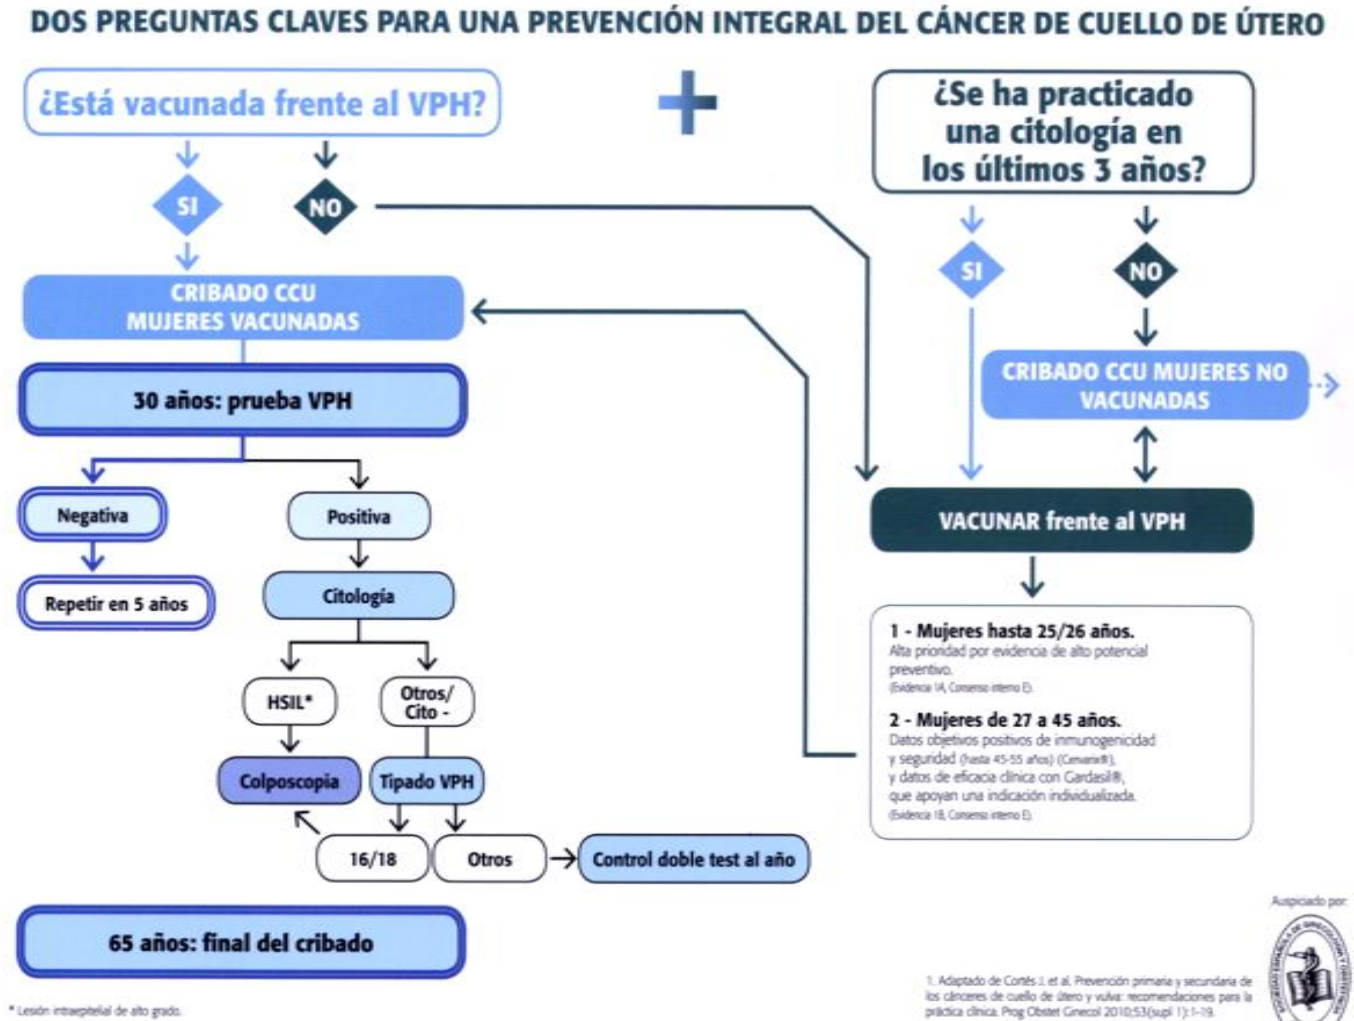 DOS PREGUNTAS CLAVES PARA UNA PREVENCIÓN INTEGRAL DEL CÁNCER DE CUELLO DE ÚTERO
¿Está vacunada frente al VPH?
SI
NO
CRIBADO CCU
MUJERES VACUNADAS
30 años: prueba VPH
Negativa
Positiva
Repetir en 5 años
Citología
HSIL*
Otros/
Cito -
Colposcopia
Tipado VPH
16/18
Otros
Control doble test al año
65 años: final del cribado
* Lesión intraepitelial de alto grado.
+
¿Se ha practicado
una citología en
los últimos 3 años?
SI
NO
CRIBADO CCU MUJERES NO
VACUNADAS
VACUNAR frente al VPH
1 - Mujeres hasta 25/26 años.
Alta prioridad por evidencia de alto potencial
preventivo.
(Evidencia 1A, Consenso interno E).
2 - Mujeres de 27 a 45 años.
Datos objetivos positivos de inmunogenicidad
y seguridad (hasta 45-55 años) (Cervarix®),
y datos de eficacia clínica con Gardasil®,
que apoyan una indicación individualizada.
(Evidencia 1B, Consenso interno E).
Auspiciado por:
1. Adaptado de Cortés J. et al. Prevención primaria y secundaria de
los cánceres de cuello de útero y vulva: recomendaciones para la
práctica clínica. Prog Obstet Ginecol 2010;53(supl 1):1-19.